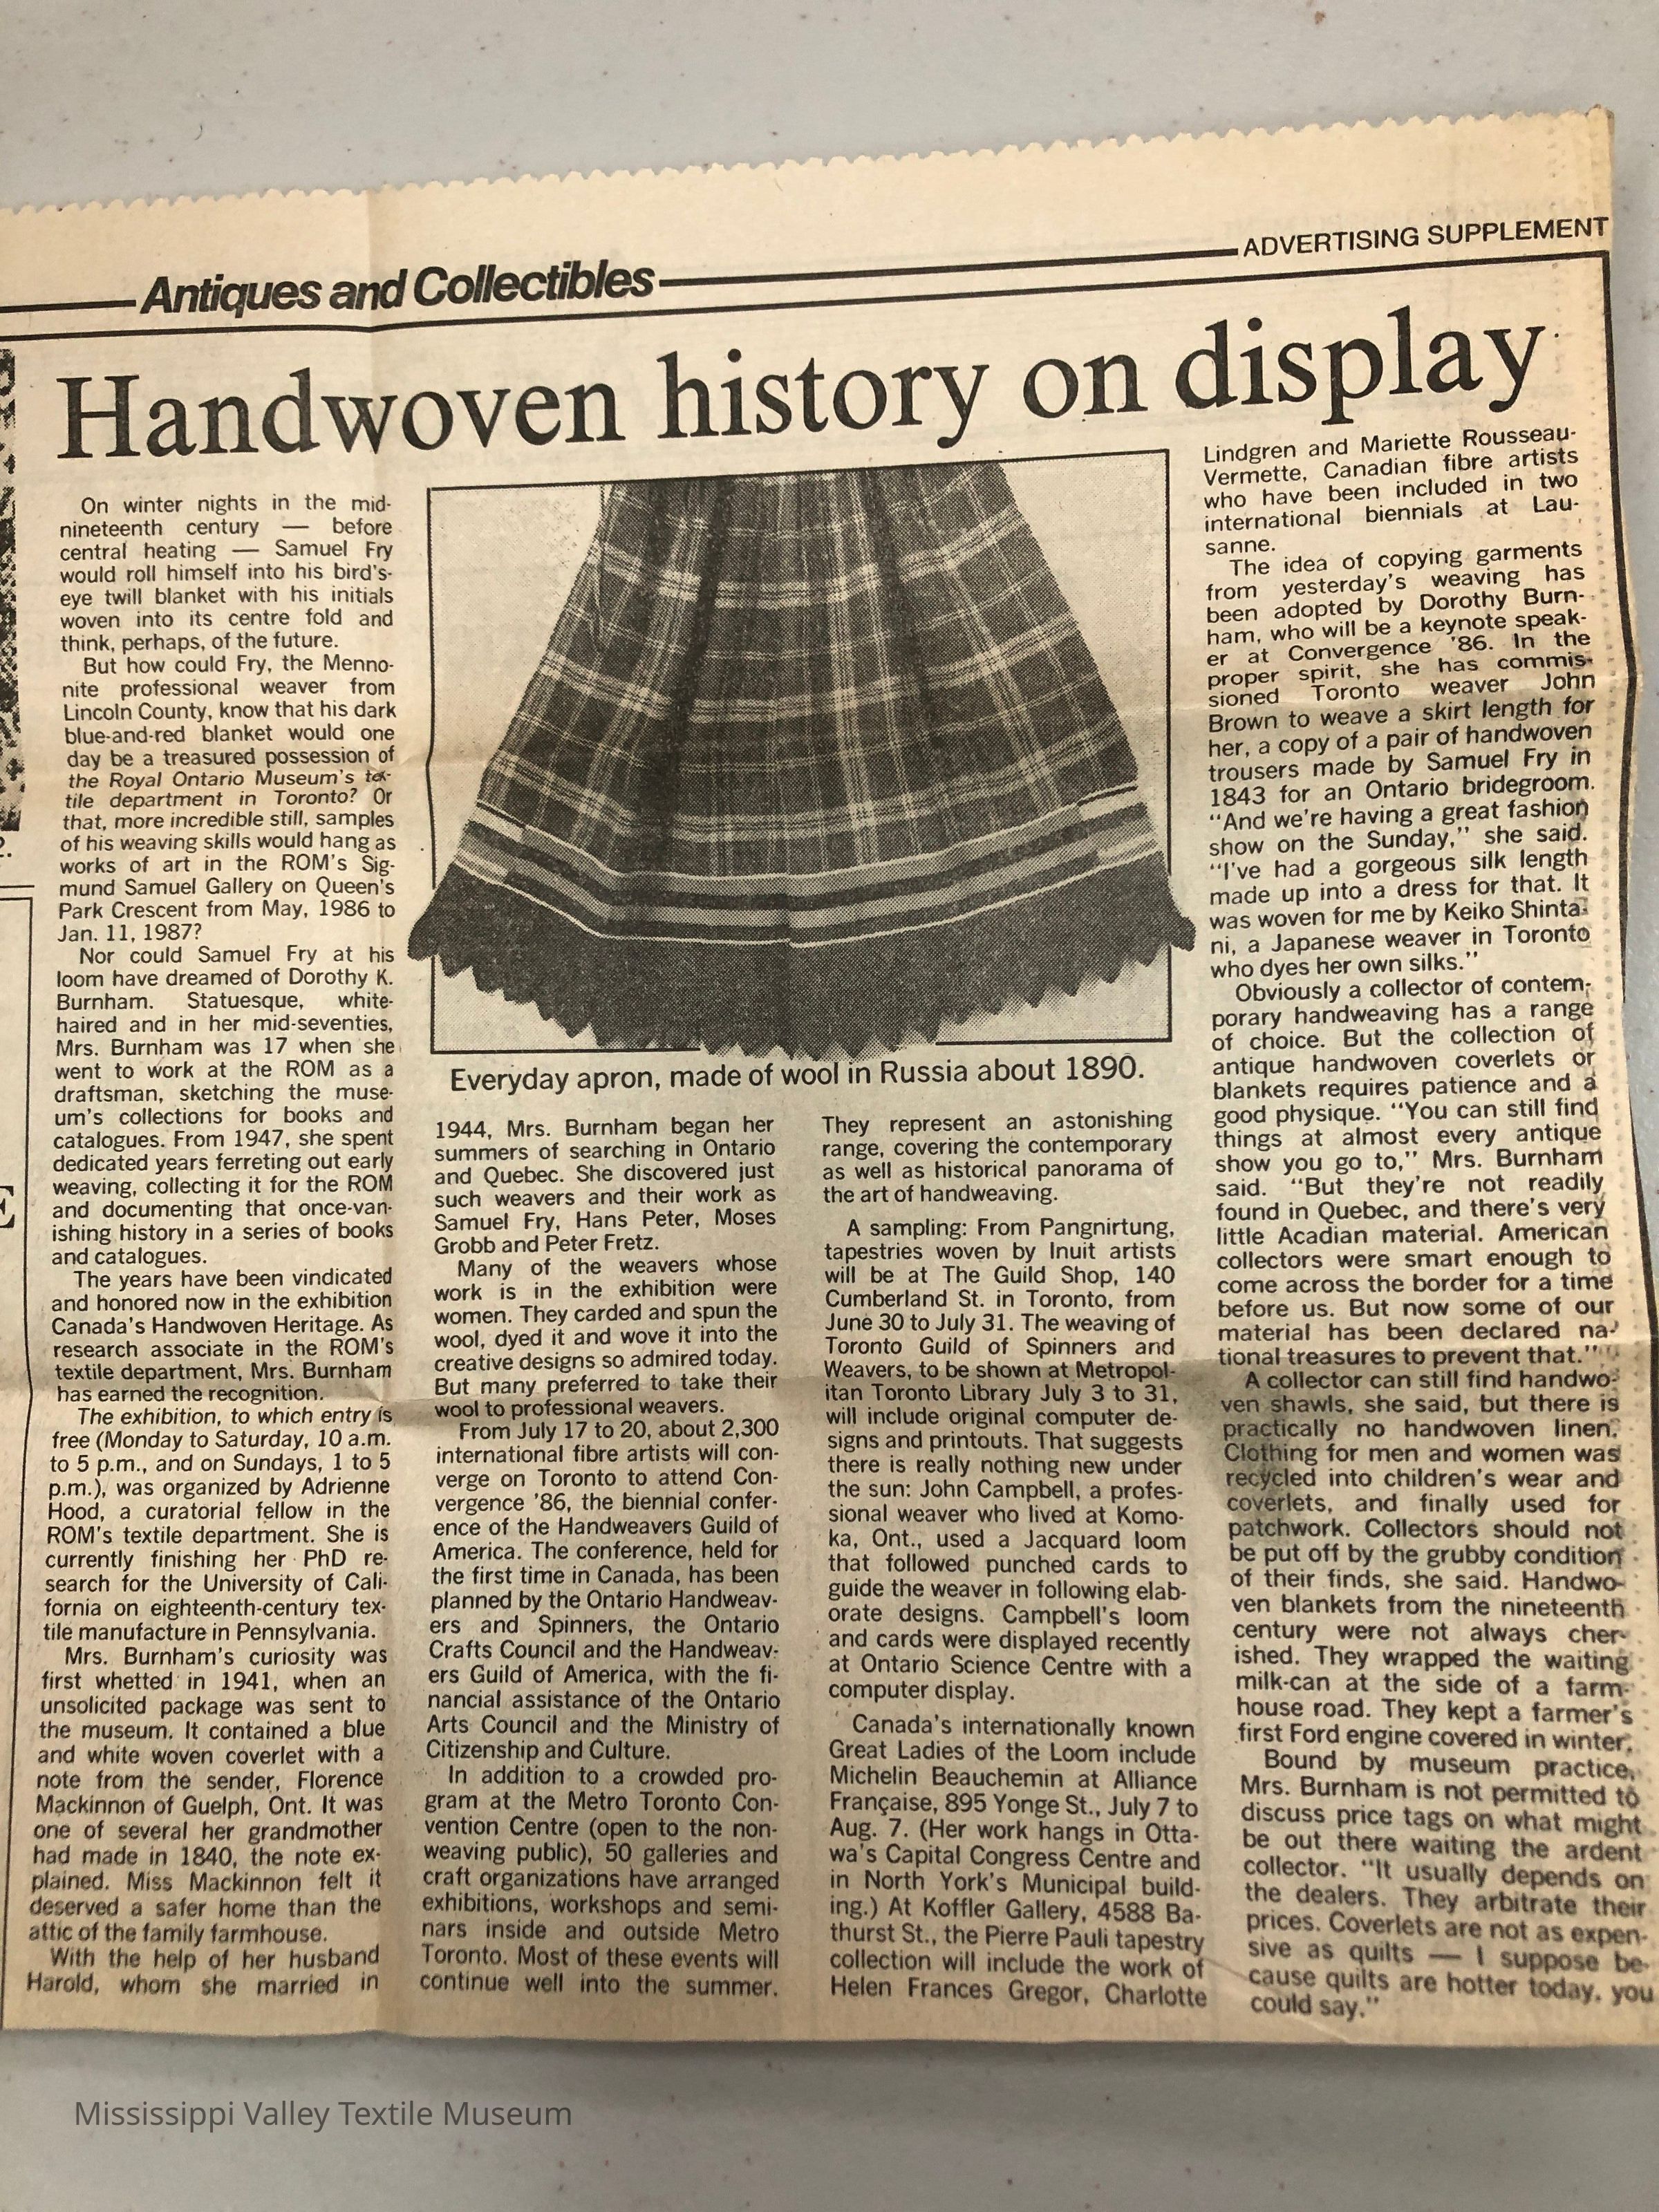 ADVERTISING SUPPLEMENT
Antiques and Collectibles
Handwoven history on display
On winter nights in the mid-
nineteenth century — before
central heating — Samuel Fry
would roll himself into his bird's-
eye twill blanket with his initials
woven into its centre fold and
think, perhaps, of the future.
But how could Fry, the Menno-
nite professional weaver from
Lincoln County, know that his dark
blue-and-red blanket would one
day be a treasured possession of
the Royal Ontario Museum's tex-
tile department in Toronto? Or
that, more incredible still, samples
of his weaving skills would hang as
works of art in the ROM's Sig-
mund Samuel Gallery on Queen's
Park Crescent from May, 1986 to
Jan. 11, 1987?
Nor could Samuel Fry at his
loom have dreamed of Dorothy K.
Burnham. Statuesque, white-
haired and in her mid-seventies,
Mrs. Burnham was 17 when she
went to work at the ROM as a
draftsman, sketching the muse-
um's collections for books and
catalogues. From 1947, she spent
dedicated years ferreting out early
weaving, collecting it for the ROM
and documenting that once-van-
ishing history in a series of books
and catalogues.
The years have been vindicated
and honored now in the exhibition
Canada's Handwoven Heritage. As
research associate in the ROM's
textile department, Mrs. Burnham
has earned the recognition.
The exhibition, to which entry is
free (Monday to Saturday, 10 a.m.
to 5 p.m., and on Sundays, 1 to 5
p.m.), was organized by Adrienne
Hood, a curatorial fellow in the
ROM's textile department. She is
currently finishing her PhD re-
search for the University of Cali-
fornia on eighteenth-century tex-
tile manufacture in Pennsylvania.
Mrs. Burnham's curiosity was
first whetted in 1941, when an
unsolicited package was sent to
the museum. It contained a blue
and white woven coverlet with a
note from the sender, Florence
Mackinnon of Guelph, Ont. It was
one of several her grandmother
had made in 1840, the note ex-
plained. Miss Mackinnon felt it
deserved a safer home than the
attic of the family farmhouse.
With the help of her husband
Harold, whom she married in
Everyday apron, made of wool in Russia about 1890.
1944, Mrs. Burnham began her
summers of searching in Ontario
and Quebec. She discovered just
such weavers and their work as
Samuel Fry, Hans Peter, Moses
Grobb and Peter Fretz.
Many of the weavers whose
work is in the exhibition were
women. They carded and spun the
wool, dyed it and wove it into the
creative designs so admired today.
But many preferred to take their
wool to professional weavers.
From July 17 to 20, about 2,300
international fibre artists will con-
verge on Toronto to attend Con-
vergence '86, the biennial confer-
ence of the Handweavers Guild of
America. The conference, held for
the first time in Canada, has been
planned by the Ontario Handweav-
ers and Spinners, the Ontario
Crafts Council and the Handweav-
ers Guild of America, with the fi-
nancial assistance of the Ontario
Arts Council and the Ministry of
Citizenship and Culture.
In addition to a crowded pro-
gram at the Metro Toronto Con-
vention Centre (open to the non-
weaving public), 50 galleries and
craft organizations have arranged
exhibitions, workshops and semi-
nars inside and outside Metro
Toronto. Most of these events will
continue well into the summer.
They represent an astonishing
range, covering the contemporary
as well as historical panorama of
the art of handweaving.
A sampling: From Pangnirtung,
tapestries woven by Inuit artists
will be at The Guild Shop, 140
Cumberland St. in Toronto, from
June 30 to July 31. The weaving of
Toronto Guild of Spinners and
Weavers, to be shown at Metropol-
itan Toronto Library July 3 to 31,
will include original computer de-
signs and printouts. That suggests
there is really nothing new under
the sun: John Campbell, a profes-
sional weaver who lived at Komo-
ka, Ont., used a Jacquard loom
that followed punched cards to
guide the weaver in following elab-
orate designs. Campbell's loom
and cards were displayed recently
at Ontario Science Centre with a
computer display.
Canada's internationally known
Great Ladies of the Loom include
Michelin Beauchemin at Alliance
Française, 895 Yonge St., July 7 to
Aug. 7. (Her work hangs in Otta-
wa's Capital Congress Centre and
in North York's Municipal build-
ing.) At Koffler Gallery, 4588 Ba-
thurst St., the Pierre Pauli tapestry
collection will include the work of
Helen Frances Gregor, Charlotte
Lindgren and Mariette Rousseau-
Vermette, Canadian fibre artists
who have been included in two
international biennials at Lau-
sanne.
The idea of copying garments
from yesterday's weaving has
been adopted by Dorothy Burn-
ham, who will be a keynote speak-
er at Convergence '86. In the
proper spirit, she has commis-
sioned Toronto weaver John
Brown to weave a skirt length for
her, a copy of a pair of handwoven
trousers made by Samuel Fry in
1843 for an Ontario bridegroom.
"And we're having a great fashion
show on the Sunday," she said.
"I've had a gorgeous silk length
made up into a dress for that. It
was woven for me by Keiko Shinta-
ni, a Japanese weaver in Toronto
who dyes her own silks."
Obviously a collector of contem-
porary handweaving has a range
of choice. But the collection of
antique handwoven coverlets or
blankets requires patience and a
good physique. "You can still find
things at almost every antique
show you go to," Mrs. Burnham
said. "But they're not readily
found in Quebec, and there's very
little Acadian material. American
collectors were smart enough to
come across the border for a time
before us. But now some of our
material has been declared na-
tional treasures to prevent that."
A collector can still find handwo-
ven shawls, she said, but there is
practically no handwoven linen.
Clothing for men and women was
recycled into children's wear and
coverlets, and finally used for
patchwork. Collectors should not
be put off by the grubby condition
of their finds, she said. Handwo-
ven blankets from the nineteenth
century were not always cher-
ished. They wrapped the waiting
milk-can at the side of a farm-
house road. They kept a farmer's
first Ford engine covered in winter.
Bound by museum practice,
Mrs. Burnham is not permitted to
discuss price tags on what might
be out there waiting the ardent
collector. "It usually depends on
the dealers. They arbitrate their
prices. Coverlets are not as expen-
sive as quilts — I suppose be-
cause quilts are hotter today, you
could say."
Mississippi Valley Textile Museum